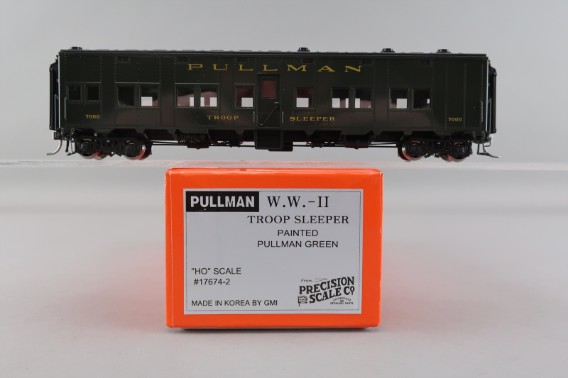 PULLMAN
7080 TROOP SLEEPER 7080
PULLMAN W.W.-II
TROOP SLEEPER
PAINTED
PULLMAN GREEN
"HO" SCALE
#17674-2
MADE IN KOREA BY GMI
From
PRECISION
SCALE CO.